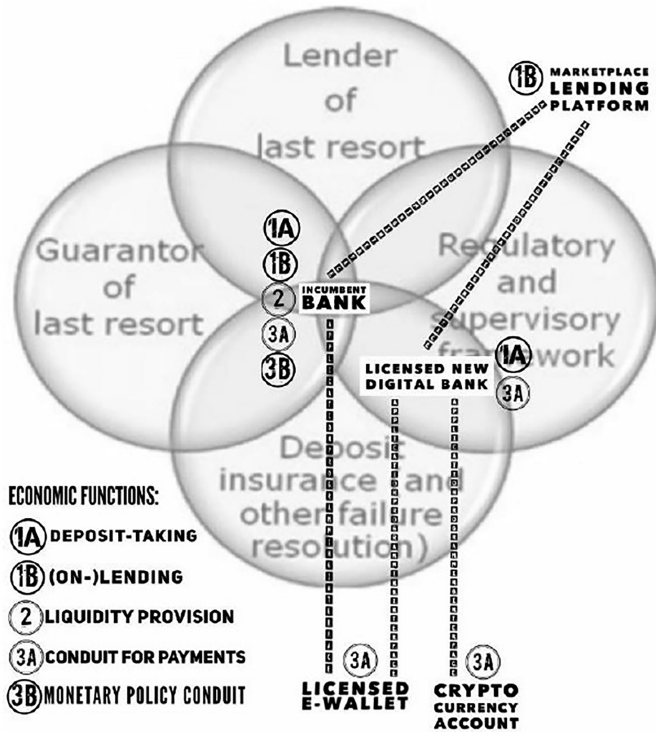 Lender
of
last resort
1B
MARKETPLACE
LENDING
PLATFORM
Guarantor
of
last resort
1A
1B
2
3A
3B
INCUMBENT
BANK
Regulatory
and
supervisory
framework
LICENSED NEW
DIGITAL BANK
1A
3A
Deposit
insurance (and
other failure
resolution)
ECONOMIC FUNCTIONS:
1A DEPOSIT-TAKING
1B (ON-)LENDING
2 LIQUIDITY PROVISION
3A CONDUIT FOR PAYMENTS
3B MONETARY POLICY CONDUIT
3A
LICENSED
E-WALLET
3A
CRYPTO
CURRENCY
ACCOUNT